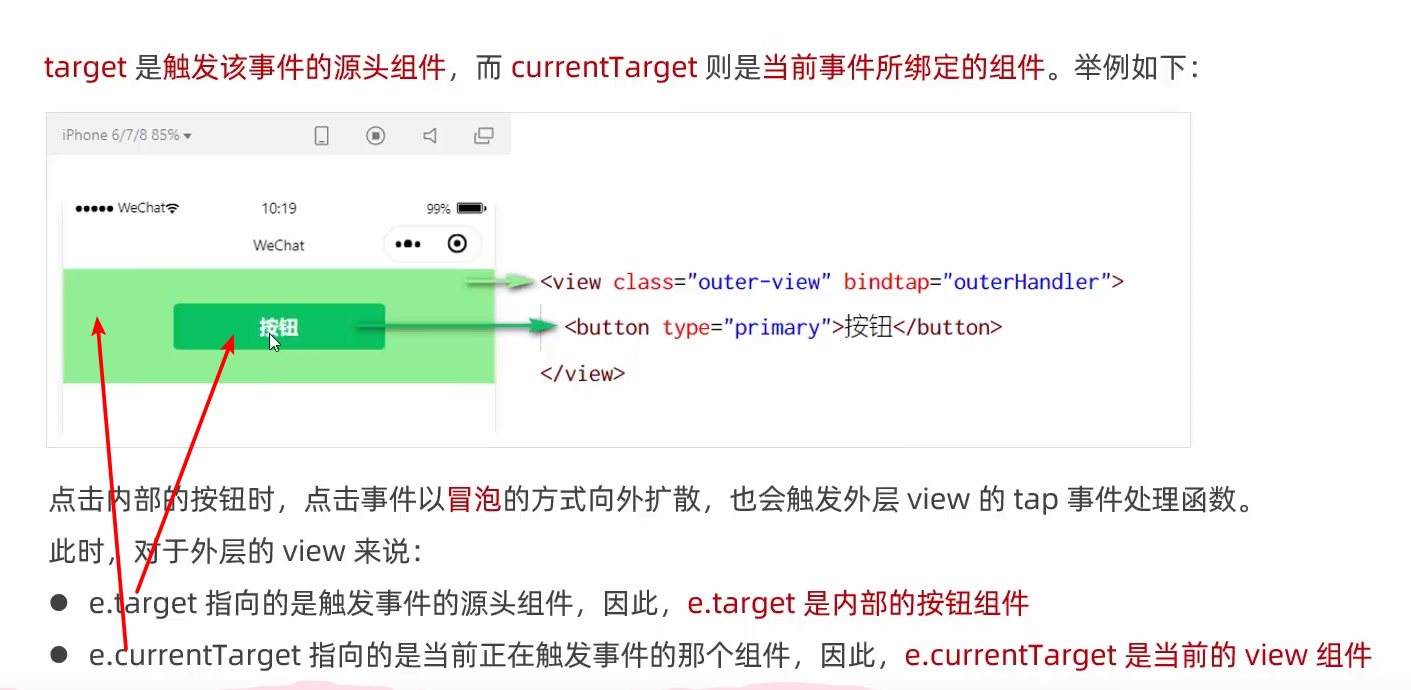 target 是触发该事件的源头组件，而 currentTarget 则是当前事件所绑定的组件。举例如下：
iPhone 6/7/8 85%
WeChat 10:19 99%
WeChat
<view class="outer-view" bindtap="outerHandler">
按钮
<button type="primary">按钮</button>
</view>
点击内部的按钮时，点击事件以冒泡的方式向外扩散，也会触发外层 view 的 tap 事件处理函数。
此时，对于外层的 view 来说：
● e.target 指向的是触发事件的源头组件，因此，e.target 是内部的按钮组件
● e.currentTarget 指向的是当前正在触发事件的那个组件，因此，e.currentTarget 是当前的 view 组件